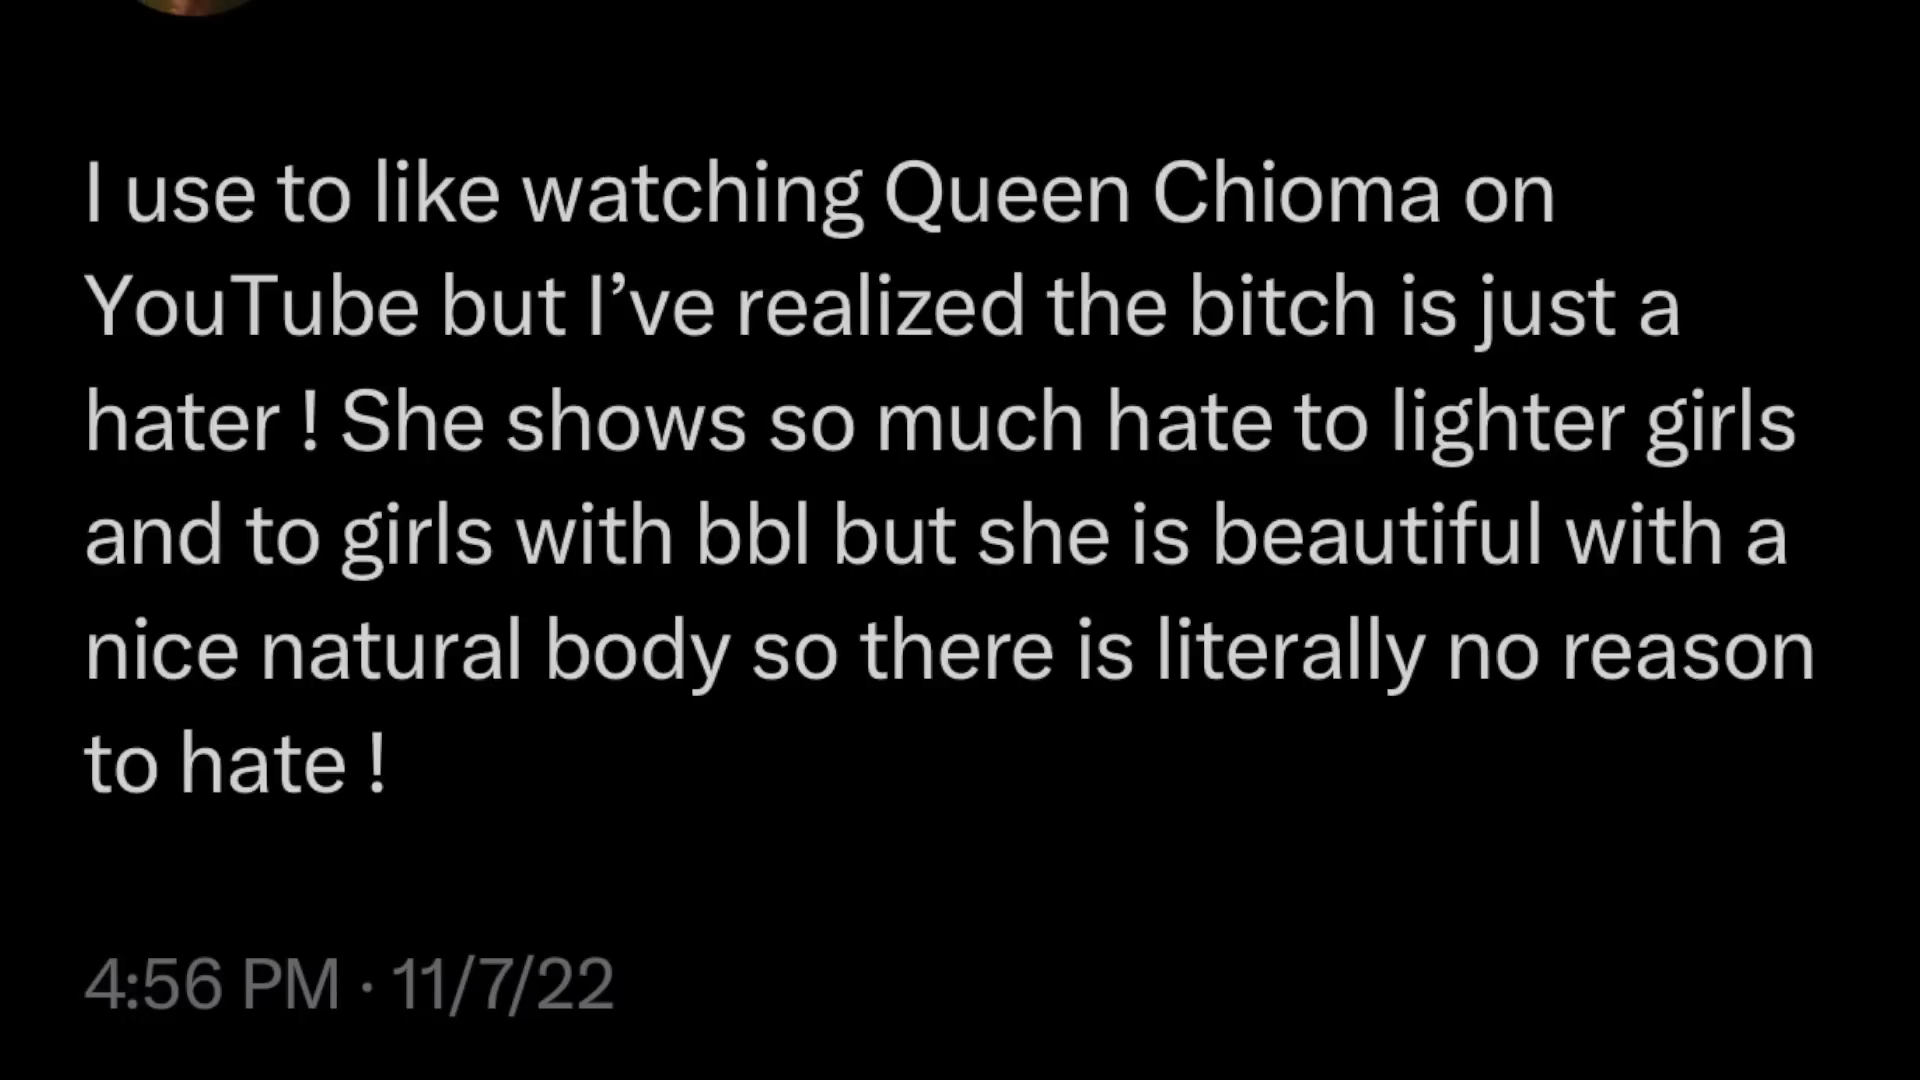 I use to like watching Queen Chioma on
YouTube but I’ve realized the bitch is just a
hater ! She shows so much hate to lighter girls
and to girls with bbl but she is beautiful with a
nice natural body so there is literally no reason
to hate !
4:56 PM · 11/7/22